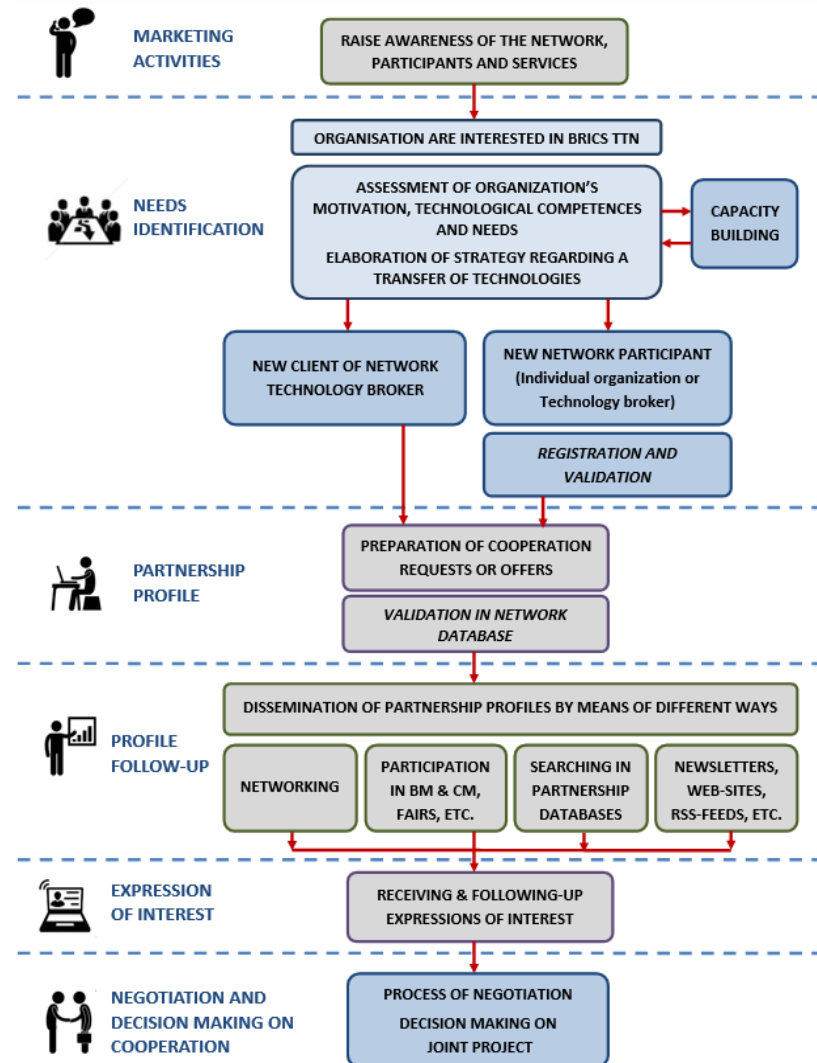 MARKETING
ACTIVITIES
RAISE AWARENESS OF THE NETWORK,
PARTICIPANTS AND SERVICES
ORGANISATION ARE INTERESTED IN BRICS TTN
NEEDS
IDENTIFICATION
ASSESSMENT OF ORGANIZATION'S
MOTIVATION, TECHNOLOGICAL COMPETENCES
AND NEEDS
ELABORATION OF STRATEGY REGARDING A
TRANSFER OF TECHNOLOGIES
CAPACITY
BUILDING
NEW CLIENT OF NETWORK
TECHNOLOGY BROKER
NEW NETWORK PARTICIPANT
(Individual organization or
Technology broker)
REGISTRATION AND
VALIDATION
PARTNERSHIP
PROFILE
PREPARATION OF COOPERATION
REQUESTS OR OFFERS
VALIDATION IN NETWORK
DATABASE
PROFILE
FOLLOW-UP
DISSEMINATION OF PARTNERSHIP PROFILES BY MEANS OF DIFFERENT WAYS
NETWORKING
PARTICIPATION
IN BM & CM,
FAIRS, ETC.
SEARCHING IN
PARTNERSHIP
DATABASES
NEWSLETTERS,
WEB-SITES,
RSS-FEEDS, ETC.
EXPRESSION
OF INTEREST
RECEIVING & FOLLOWING-UP
EXPRESSIONS OF INTEREST
NEGOTIATION AND
DECISION MAKING ON
COOPERATION
PROCESS OF NEGOTIATION
DECISION MAKING ON
JOINT PROJECT